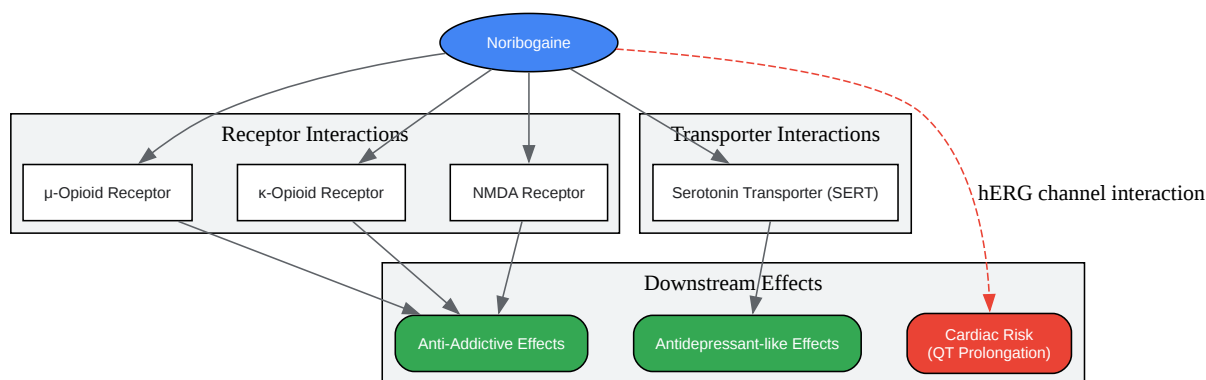 Noribogaine
Receptor Interactions
Transporter Interactions
μ-Opioid Receptor
κ-Opioid Receptor
NMDA Receptor
Serotonin Transporter (SERT)
hERG channel interaction
Downstream Effects
Anti-Addictive Effects
Antidepressant-like Effects
Cardiac Risk
(QT Prolongation)